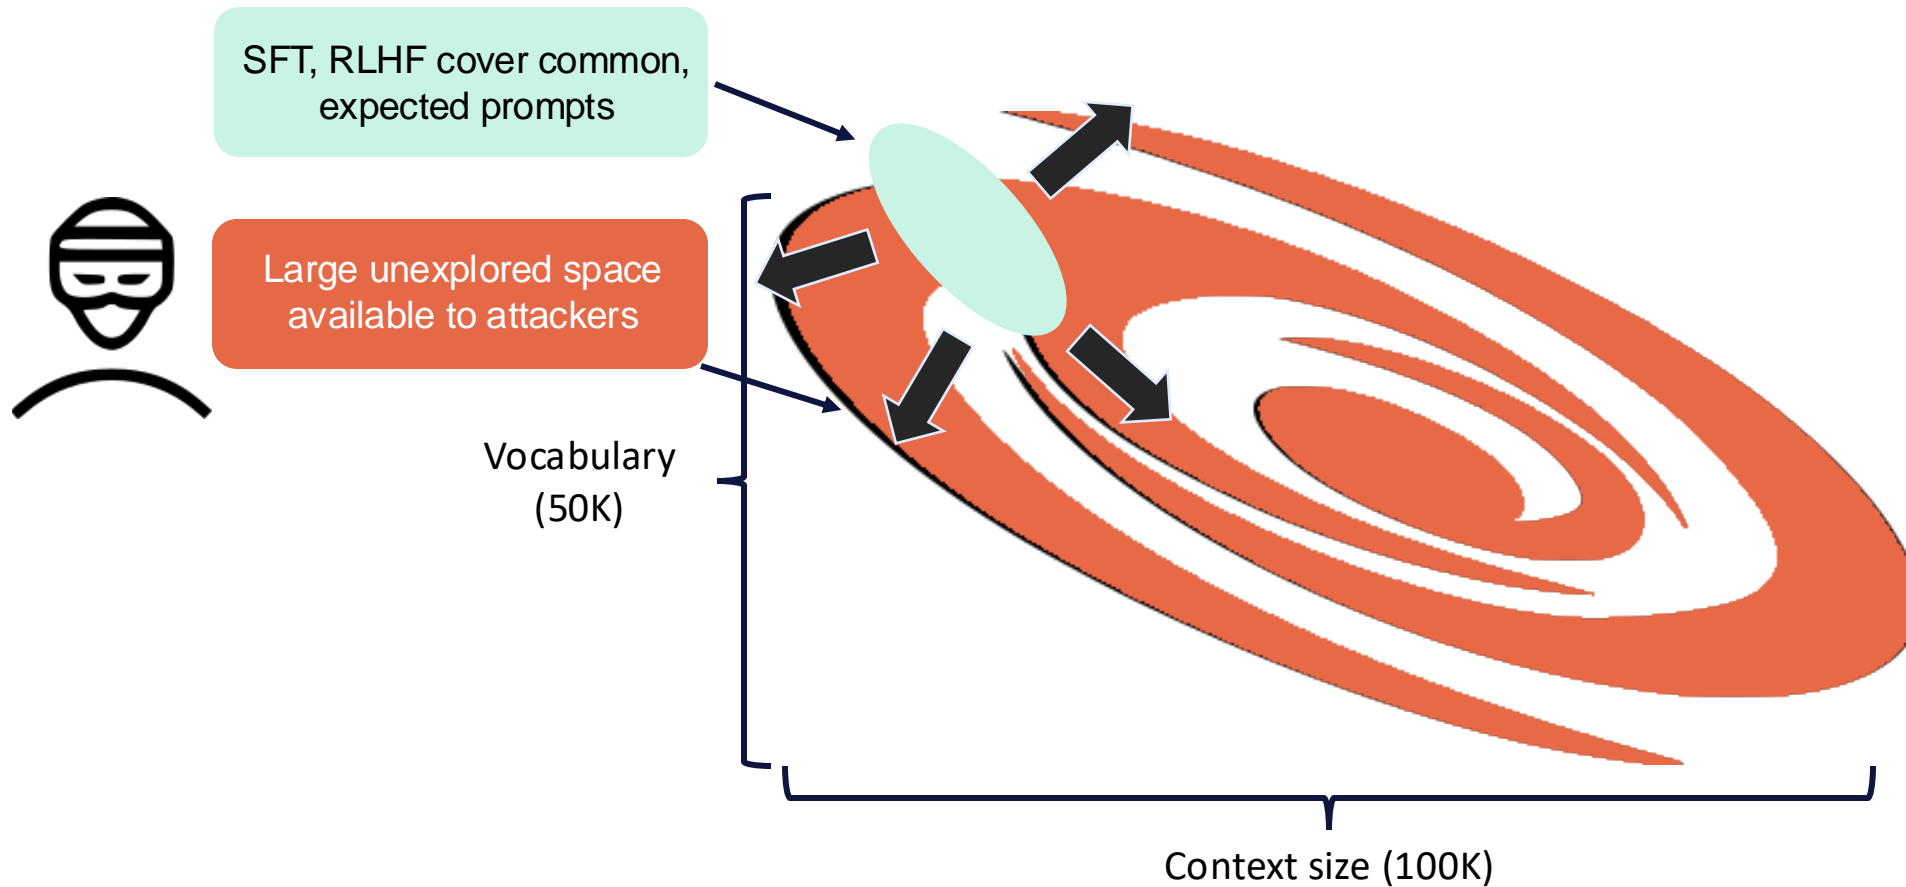 SFT, RLHF cover common,
expected prompts
Large unexplored space
available to attackers
Vocabulary
(50K)
Context size (100K)